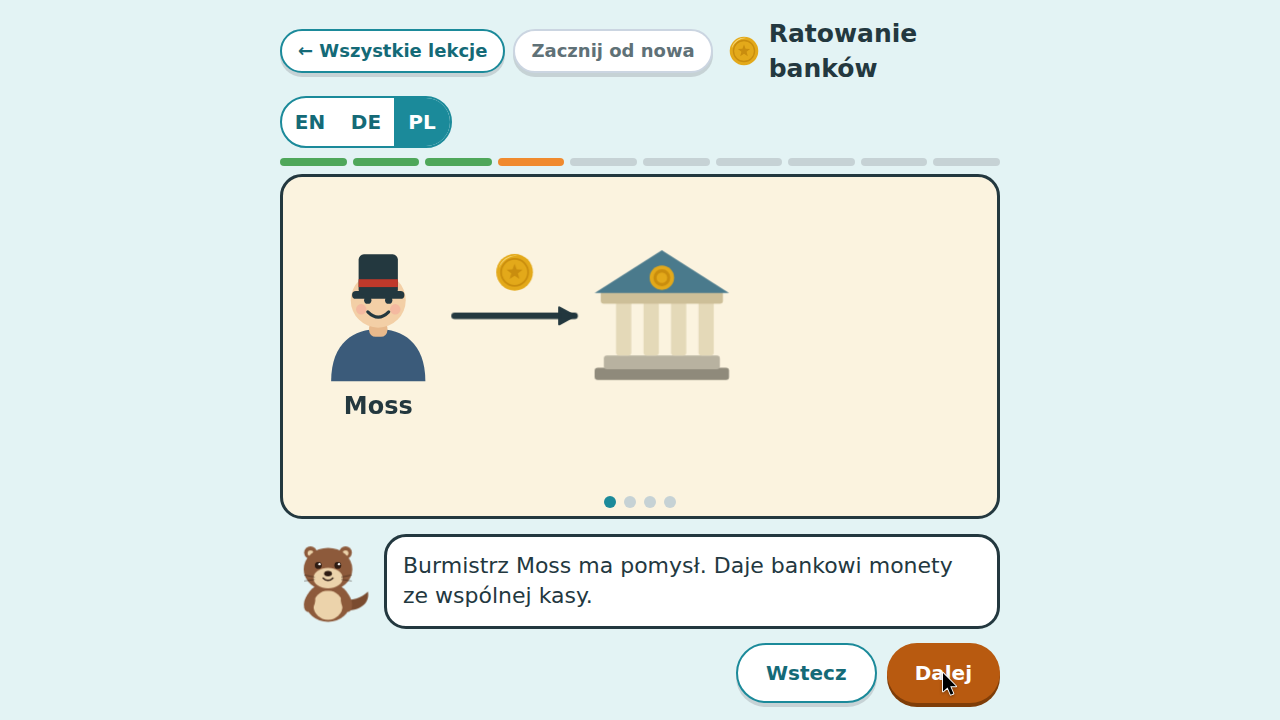 ← Wszystkie lekcje
Zacznij od nowa
Ratowanie
banków
EN DE PL
Moss
Burmistrz Moss ma pomysł. Daje bankowi monety
ze wspólnej kasy.
Wstecz
Dalej